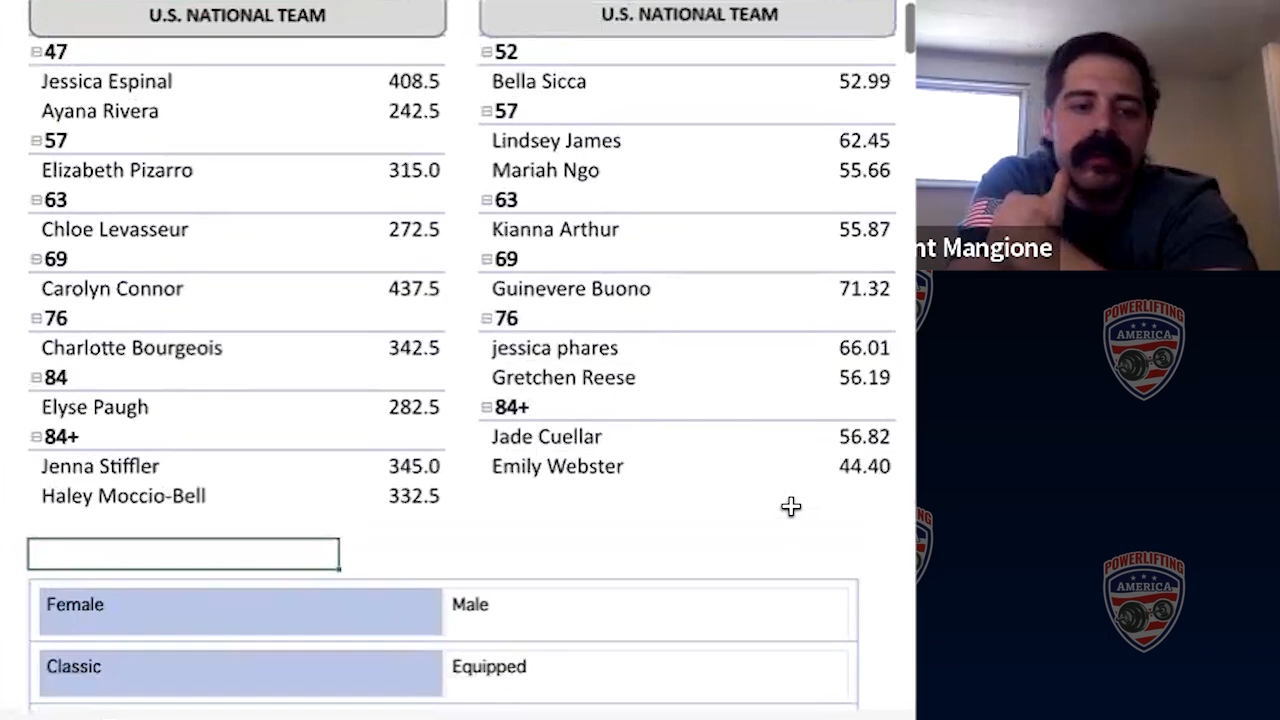 U.S. NATIONAL TEAM
47
Jessica Espinal 408.5
Ayana Rivera 242.5
57
Elizabeth Pizarro 315.0
63
Chloe Levasseur 272.5
69
Carolyn Connor 437.5
76
Charlotte Bourgeois 342.5
84
Elyse Paugh 282.5
84+
Jenna Stiffler 345.0
Haley Moccio-Bell 332.5
U.S. NATIONAL TEAM
52
Bella Sicca 52.99
57
Lindsey James 62.45
Mariah Ngo 55.66
63
Kianna Arthur 55.87
69
Guinevere Buono 71.32
76
jessica phares 66.01
Gretchen Reese 56.19
84+
Jade Cuellar 56.82
Emily Webster 44.40
Female Male
Classic Equipped
nt Mangione
POWERLIFTING
AMERICA
POWERLIFTING
AMERICA